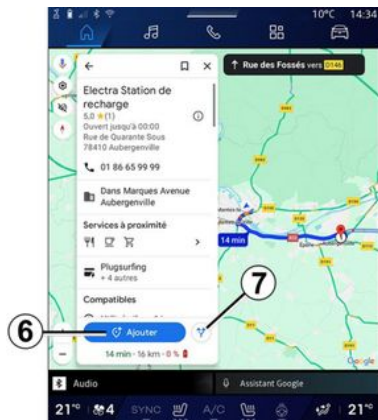 10°C 14:34
Electra Station de
recharge
5,0 ★ (1)
Ouvert jusqu'à 00:00
Rue de Quarante Sous
78410 Aubergenville
01 86 65 99 99
Dans Marques Avenue
Aubergenville
Services à proximité
Plugsurfing
+ 4 autres
Compatibles
Ajouter
14 min · 16 km · 0 %
Rue des Fossés vers D146
14 min
Google
6
7
Audio
Assistant Google
21°C 4 SYNC A/C 21°C